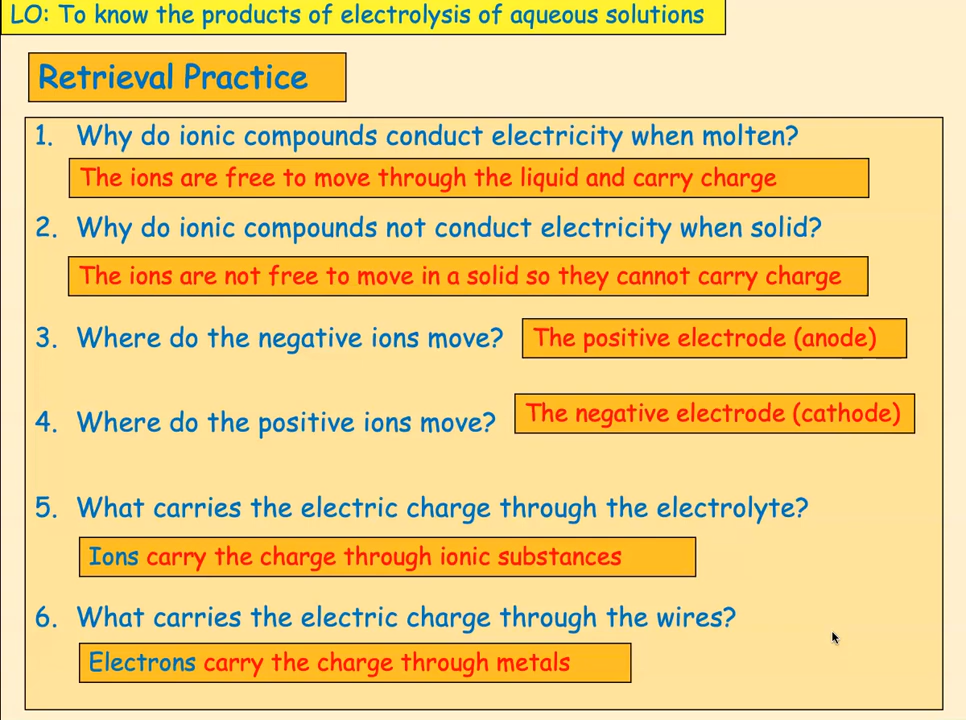 LO: To know the products of electrolysis of aqueous solutions
Retrieval Practice
1. Why do ionic compounds conduct electricity when molten?
The ions are free to move through the liquid and carry charge
2. Why do ionic compounds not conduct electricity when solid?
The ions are not free to move in a solid so they cannot carry charge
3. Where do the negative ions move? The positive electrode (anode)
4. Where do the positive ions move? The negative electrode (cathode)
5. What carries the electric charge through the electrolyte?
Ions carry the charge through ionic substances
6. What carries the electric charge through the wires?
Electrons carry the charge through metals